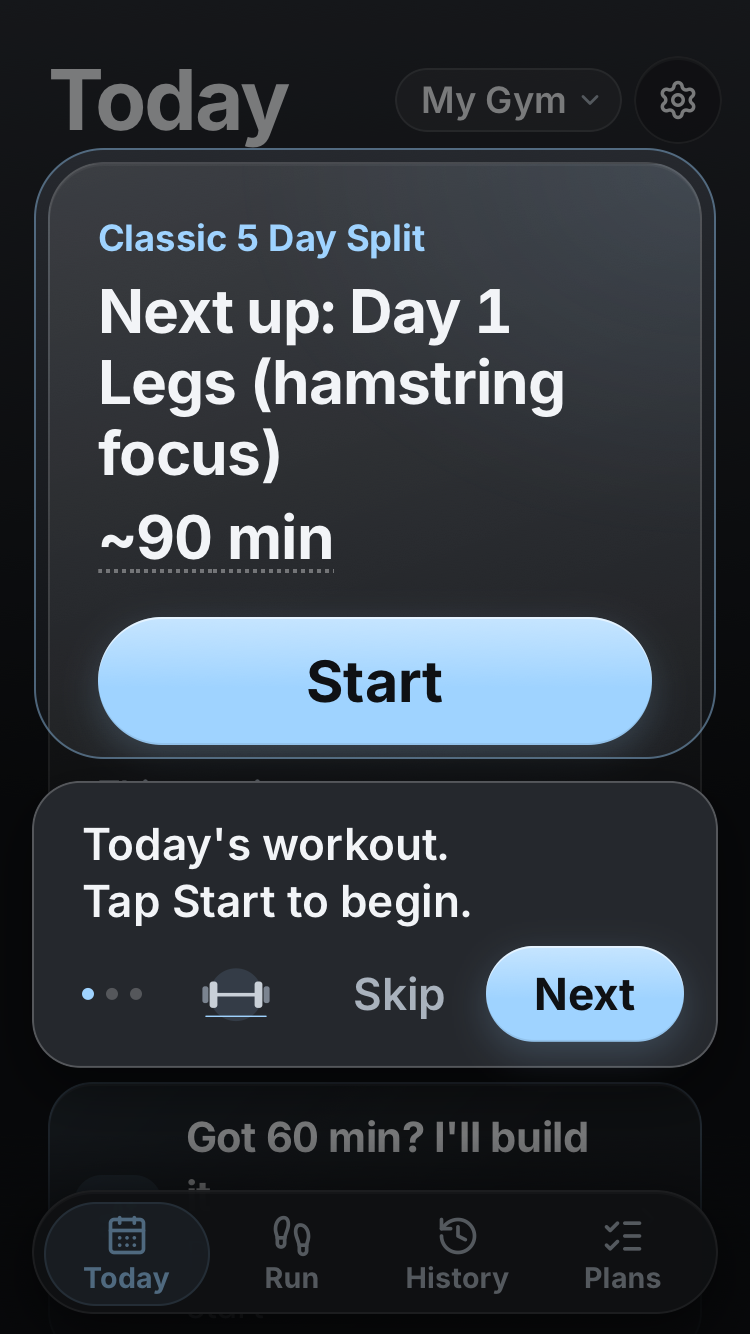 Today
My Gym
Classic 5 Day Split
Next up: Day 1
Legs (hamstring
focus)
~90 min
Start
Today's workout.
Tap Start to begin.
Skip
Next
Got 60 min? I'll build
it
Today
Run
History
Plans